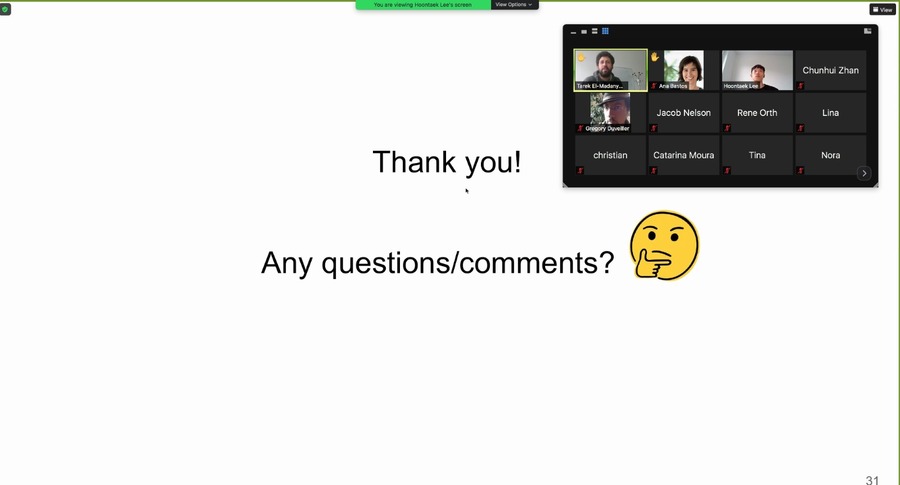 You are viewing Hoontaek Lee's screen
View Options
View
Tarek El-Madany...
Ana Bastos
Hoontaek Lee
Chunhui Zhan
Gregory Duveiller
Jacob Nelson
Rene Orth
Lina
christian
Catarina Moura
Tina
Nora
Thank you!
Any questions/comments?
31